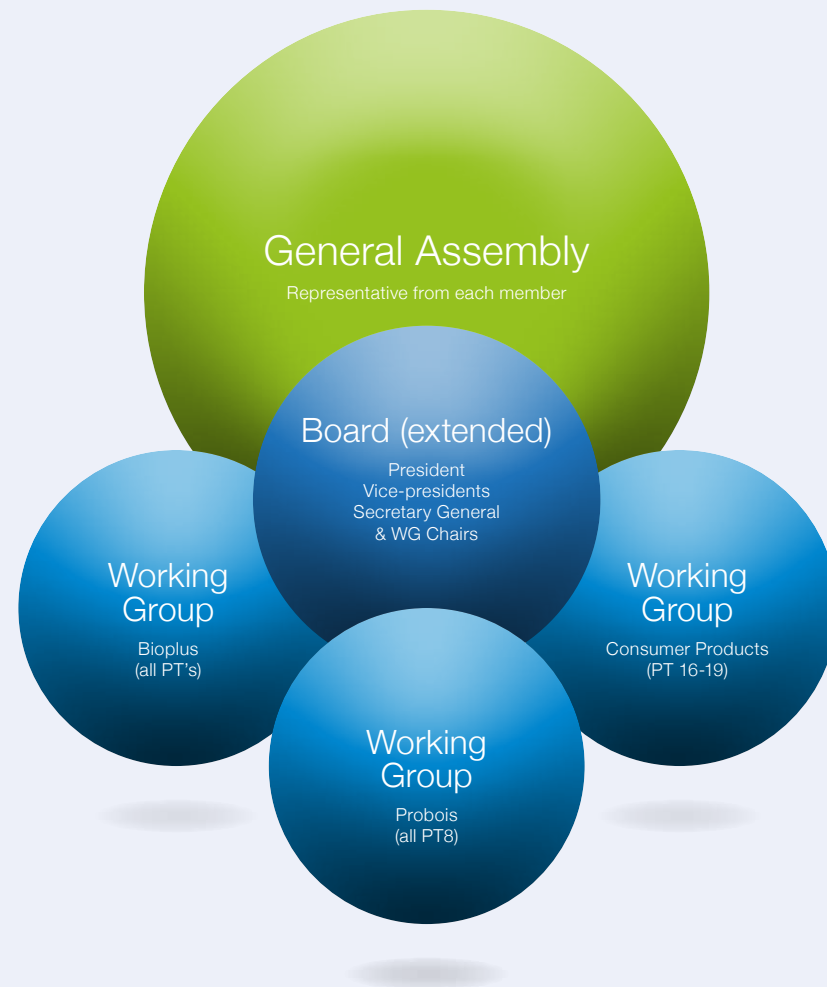 General Assembly
Representative from each member
Board (extended)
President
Vice-presidents
Secretary General
& WG Chairs
Working
Group
Bioplus
(all PT's)
Working
Group
Consumer Products
(PT 16-19)
Working
Group
Probois
(all PT8)